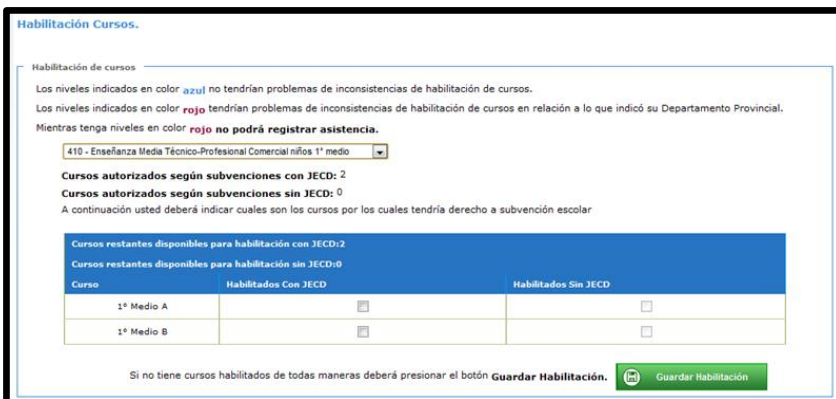 Habilitación Cursos.
Habilitación de cursos
Los niveles indicados en color azul no tendrían problemas de inconsistencias de habilitación de cursos.
Los niveles indicados en color rojo tendrían problemas de inconsistencias de habilitación de cursos en relación a lo que indicó su Departamento Provincial.
Mientras tenga niveles en color rojo no podrá registrar asistencia.
410 - Enseñanza Media Técnico-Profesional Comercial niños 1° medio
Cursos autorizados según subvenciones con JECD: 2
Cursos autorizados según subvenciones sin JECD: 0
A continuación usted deberá indicar cuales son los cursos por los cuales tendría derecho a subvención escolar
Cursos restantes disponibles para habilitación con JECD:2
Cursos restantes disponibles para habilitación sin JECD:0
Curso Habilitados Con JECD Habilitados Sin JECD
1º Medio A
1º Medio B
Si no tiene cursos habilitados de todas maneras deberá presionar el botón Guardar Habilitación. Guardar Habilitación